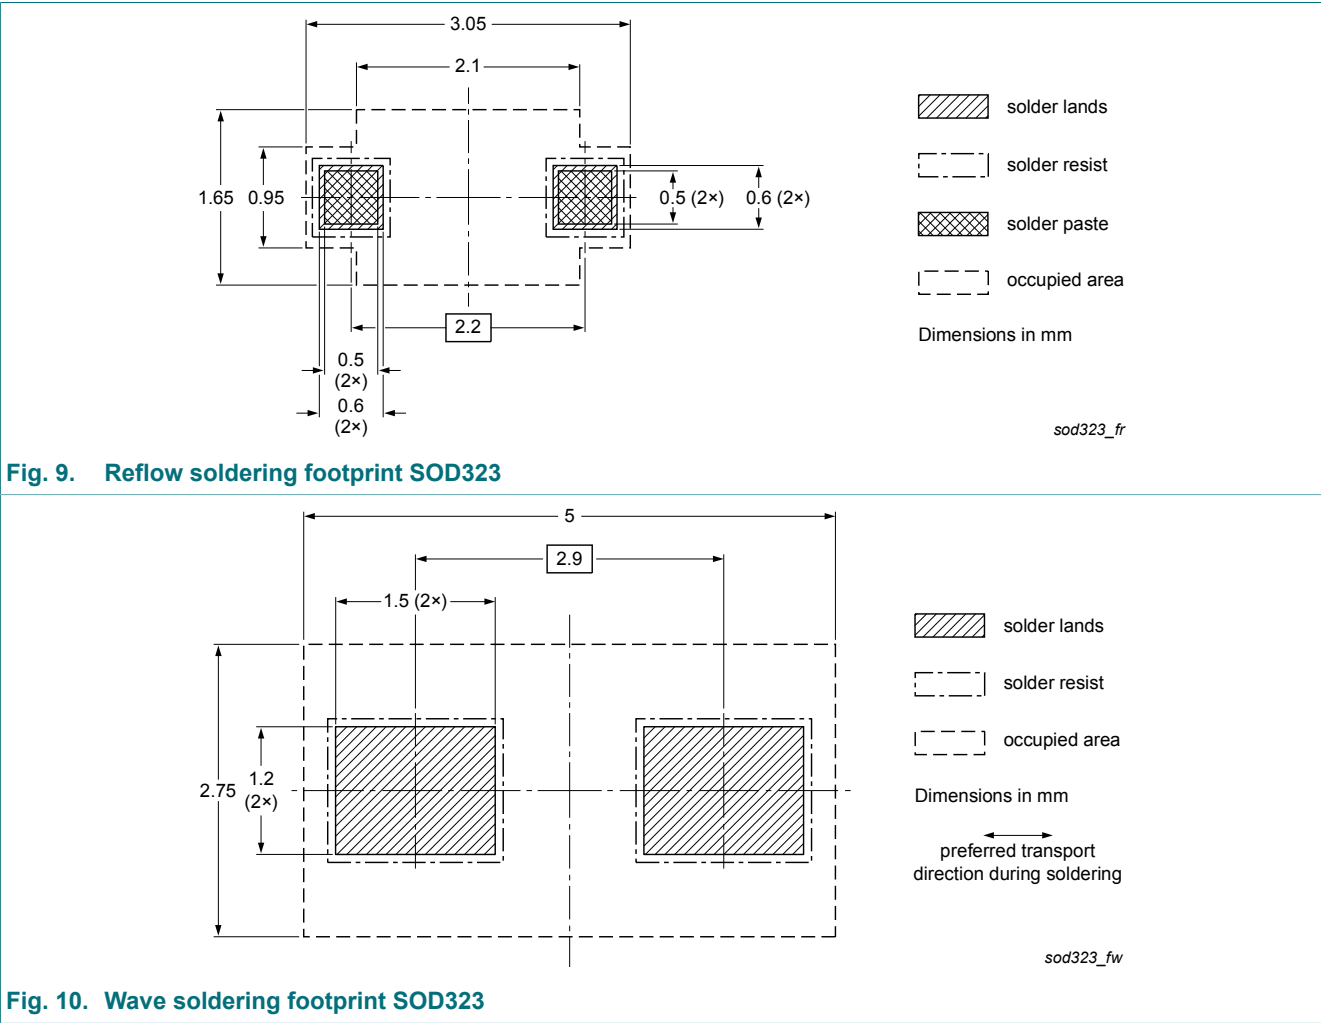 3.05
2.1
solder lands
solder resist
1.65 0.95
0.5 (2×) 0.6 (2×)
solder paste
occupied area
2.2
Dimensions in mm
0.5
(2×)
0.6
(2×)
sod323_fr
Fig. 9. Reflow soldering footprint SOD323
5
2.9
1.5 (2×)
solder lands
solder resist
occupied area
2.75
1.2
(2×)
Dimensions in mm
preferred transport
direction during soldering
sod323_fw
Fig. 10. Wave soldering footprint SOD323